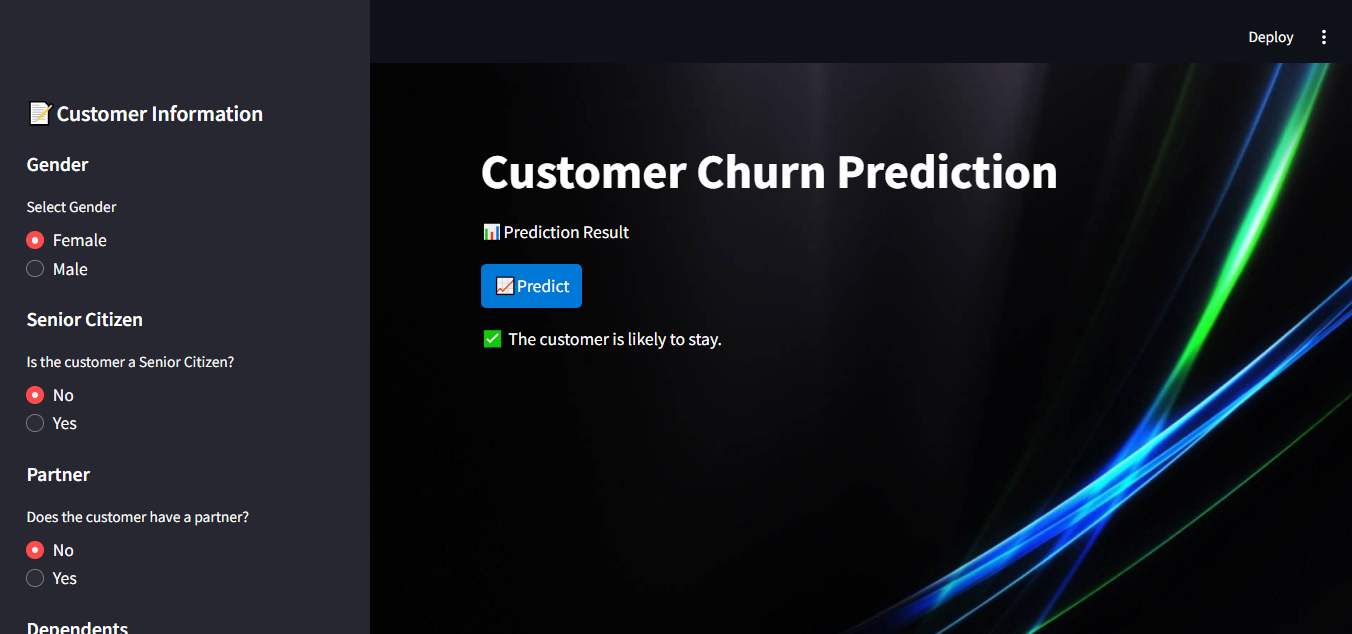 Deploy
📝 Customer Information
Gender
Select Gender
Female
Male
Senior Citizen
Is the customer a Senior Citizen?
No
Yes
Partner
Does the customer have a partner?
No
Yes
Dependents
Customer Churn Prediction
📊 Prediction Result
📈Predict
✅ The customer is likely to stay.